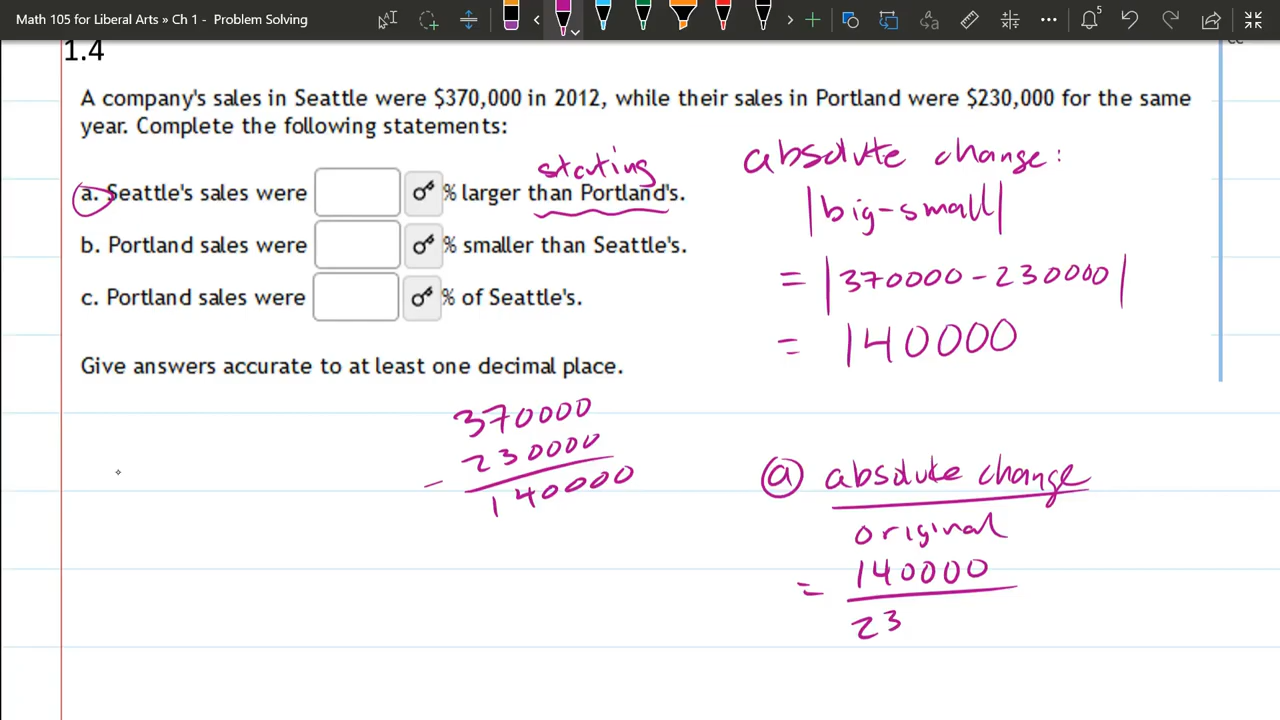 Math 105 for Liberal Arts » Ch 1 - Problem Solving
5
1.4
A company's sales in Seattle were $370,000 in 2012, while their sales in Portland were $230,000 for the same
year. Complete the following statements:
starting
a. Seattle's sales were % larger than Portland's.
b. Portland sales were % smaller than Seattle's.
c. Portland sales were % of Seattle's.
Give answers accurate to at least one decimal place.
absolute change:
|big-small|
= |370000 - 230000|
= 140000
370000
- 230000
140000
ⓐ absolute change
original
= 140000
23